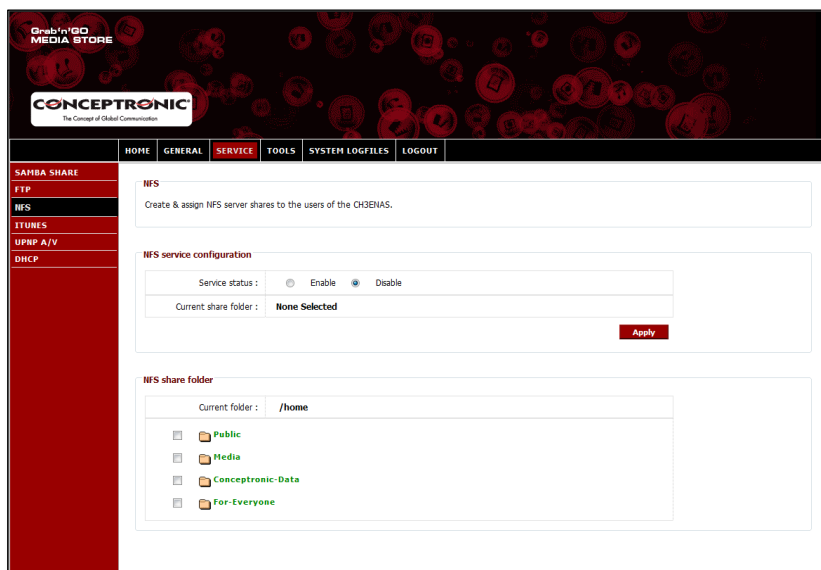 Grab'n'GO
MEDIA STORE
CONCEPTRONIC®
The Concept of Global Communication
HOME GENERAL SERVICE TOOLS SYSTEM LOGFILES LOGOUT
SAMBA SHARE
FTP
NFS
ITUNES
UPNP A/V
DHCP
NFS
Create & assign NFS server shares to the users of the CH3ENAS.
NFS service configuration
Service status : Enable Disable
Current share folder : None Selected
Apply
NFS share folder
Current folder : /home
Public
Media
Conceptronic-Data
For-Everyone